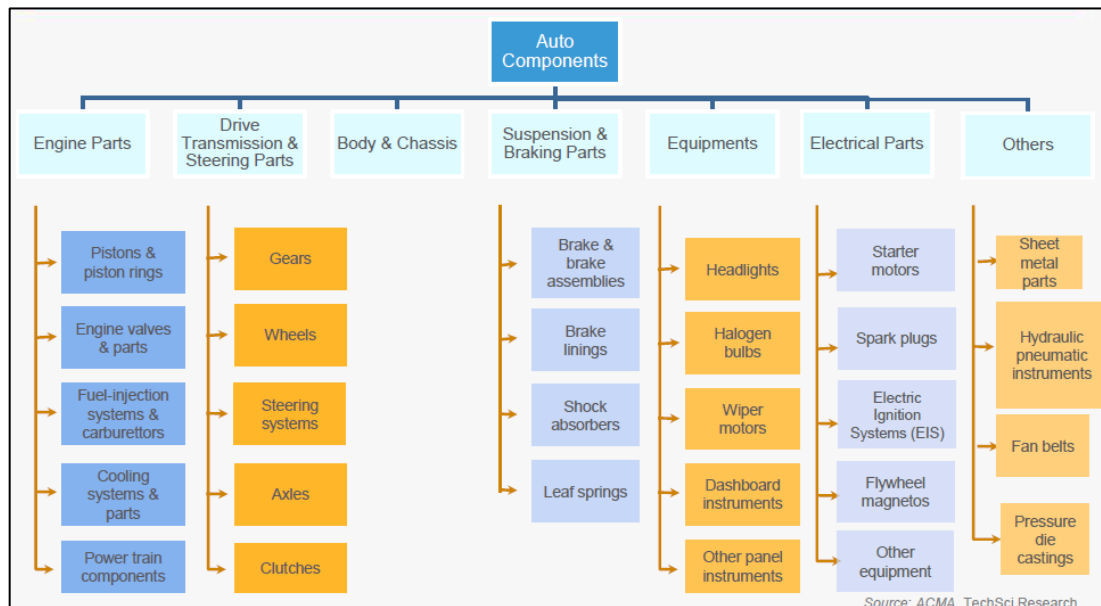 Auto
Components
Engine Parts
Drive
Transmission &
Steering Parts
Body & Chassis
Suspension &
Braking Parts
Equipments
Electrical Parts
Others
Pistons &
piston rings
Engine valves
& parts
Fuel-injection
systems &
carburettors
Cooling
systems &
parts
Power train
components
Gears
Wheels
Steering
systems
Axles
Clutches
Brake &
brake
assemblies
Brake
linings
Shock
absorbers
Leaf springs
Headlights
Halogen
bulbs
Wiper
motors
Dashboard
instruments
Other panel
instruments
Starter
motors
Spark plugs
Electric
Ignition
Systems (EIS)
Flywheel
magnetos
Other
equipment
Sheet
metal
parts
Hydraulic
pneumatic
instruments
Fan belts
Pressure
die
castings
Source: ACMA, TechSci Research